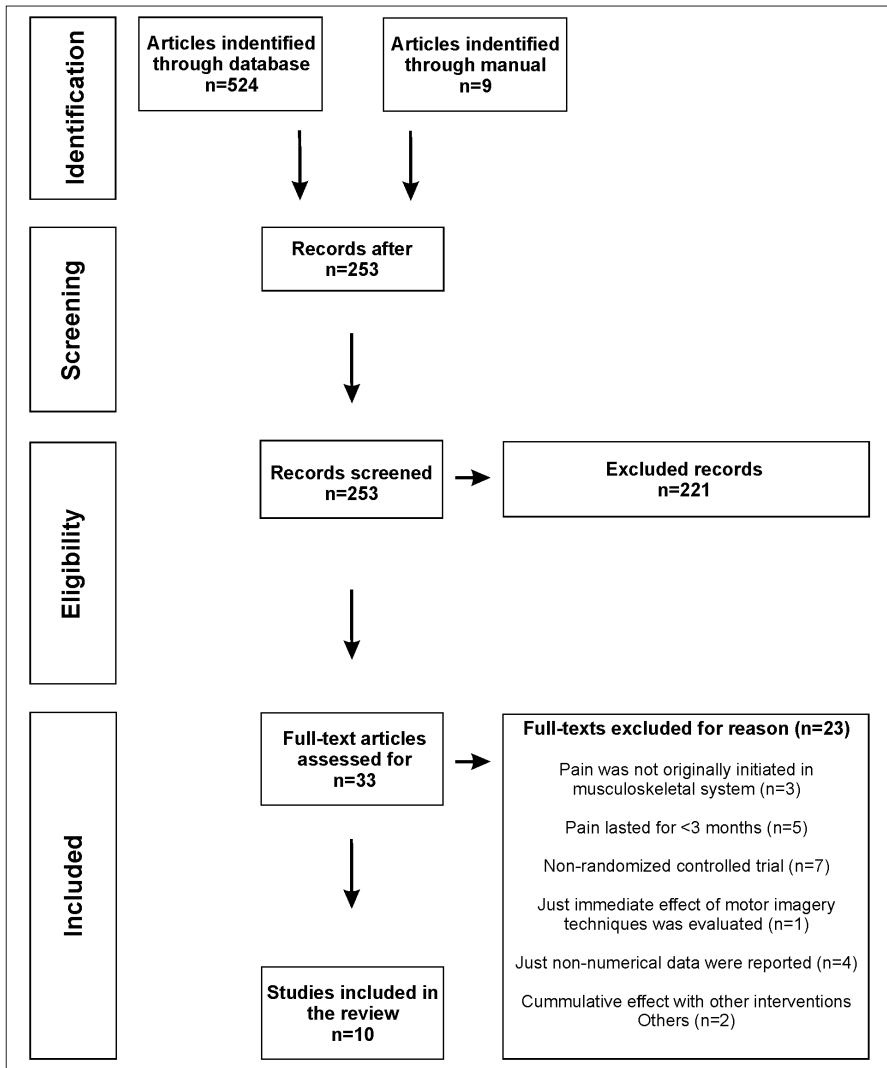 Identification
Articles indentified
through database
n=524
Articles indentified
through manual
n=9
Screening
Records after
n=253
Eligibility
Records screened
n=253
Excluded records
n=221
Included
Full-text articles
assessed for
n=33
Full-texts excluded for reason (n=23)
Pain was not originally initiated in
musculoskeletal system (n=3)
Pain lasted for <3 months (n=5)
Non-randomized controlled trial (n=7)
Just immediate effect of motor imagery
techniques was evaluated (n=1)
Just non-numerical data were reported (n=4)
Cummulative effect with other interventions
Others (n=2)
Studies included in
the review
n=10